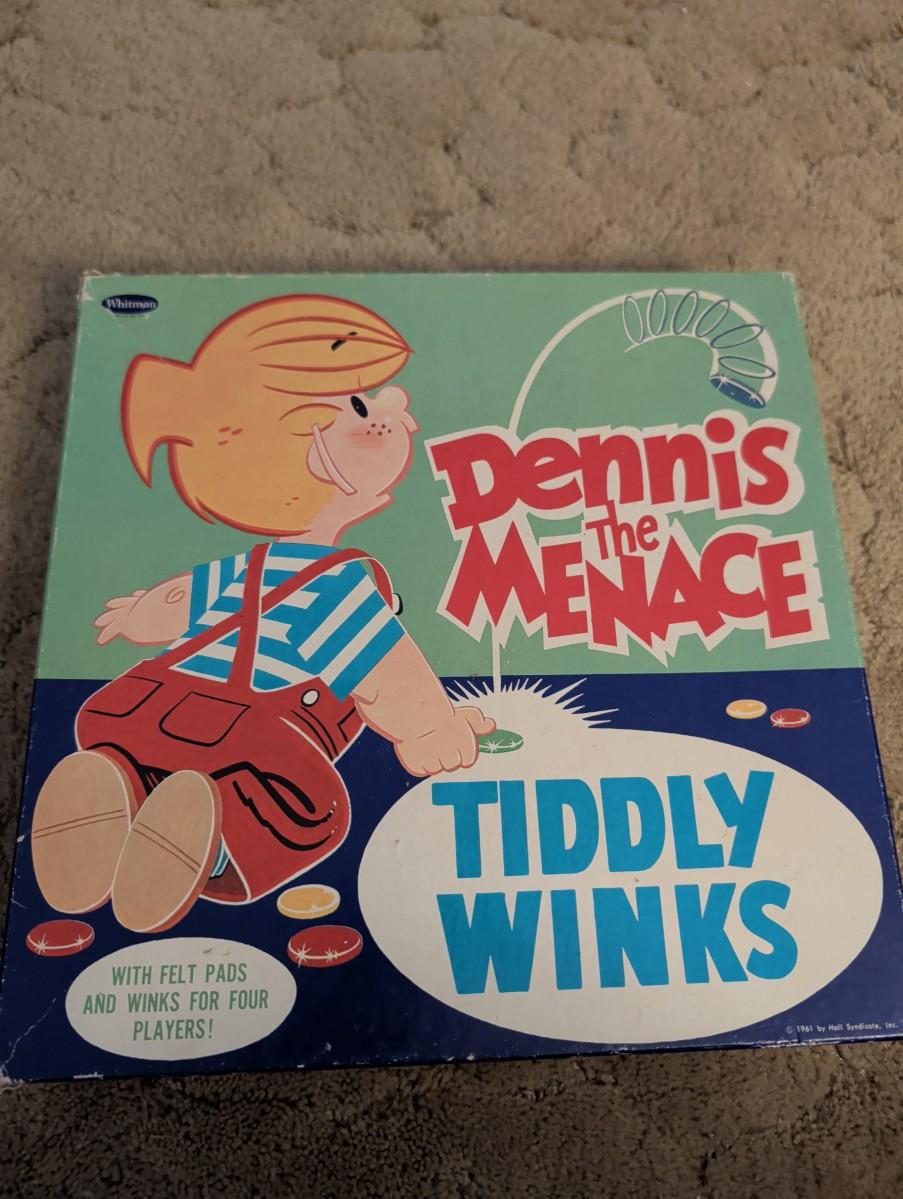 Whitman
Dennis
The
MENACE
TIDDLY
WINKS
WITH FELT PADS
AND WINKS FOR FOUR
PLAYERS!
© 1961 by Hall Syndicate, Inc.